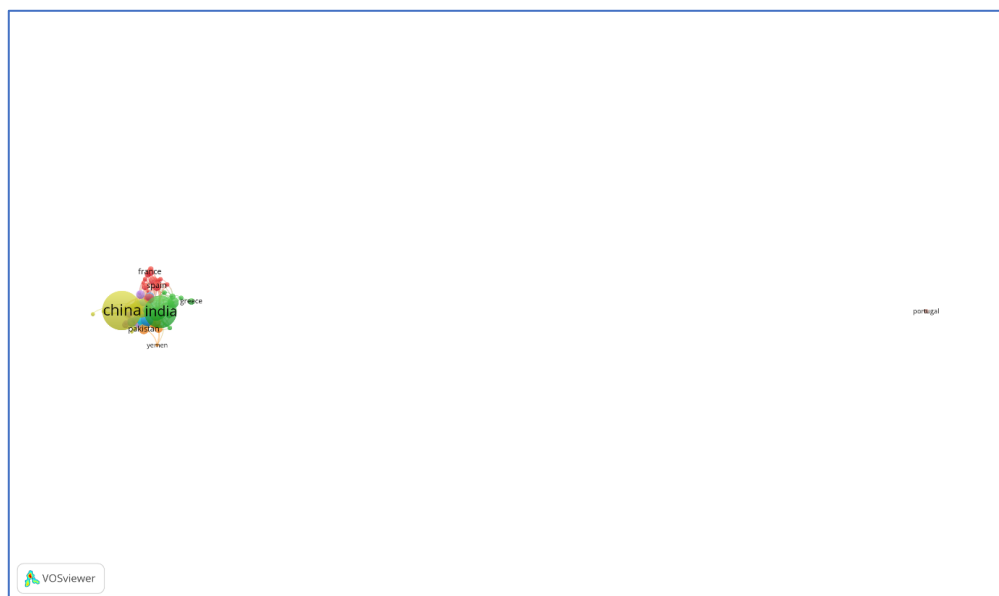 france
spain
greece
china
india
portugal
pakistan
yemen
VOSviewer